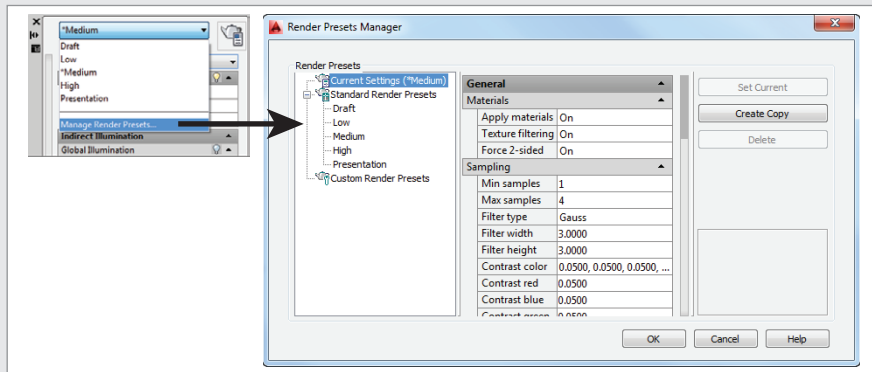 *Medium
Draft
Low
*Medium
High
Presentation
Manage Render Presets...
Indirect Illumination
Global Illumination
Render Presets Manager
Render Presets
Current Settings (*Medium)
Standard Render Presets
Draft
Low
Medium
High
Presentation
Custom Render Presets
General
Materials
Apply materials On
Texture filtering On
Force 2-sided On
Sampling
Min samples 1
Max samples 4
Filter type Gauss
Filter width 3.0000
Filter height 3.0000
Contrast color 0.0500, 0.0500, 0.0500, ...
Contrast red 0.0500
Contrast blue 0.0500
Contrast green 0.0500
Set Current
Create Copy
Delete
OK
Cancel
Help